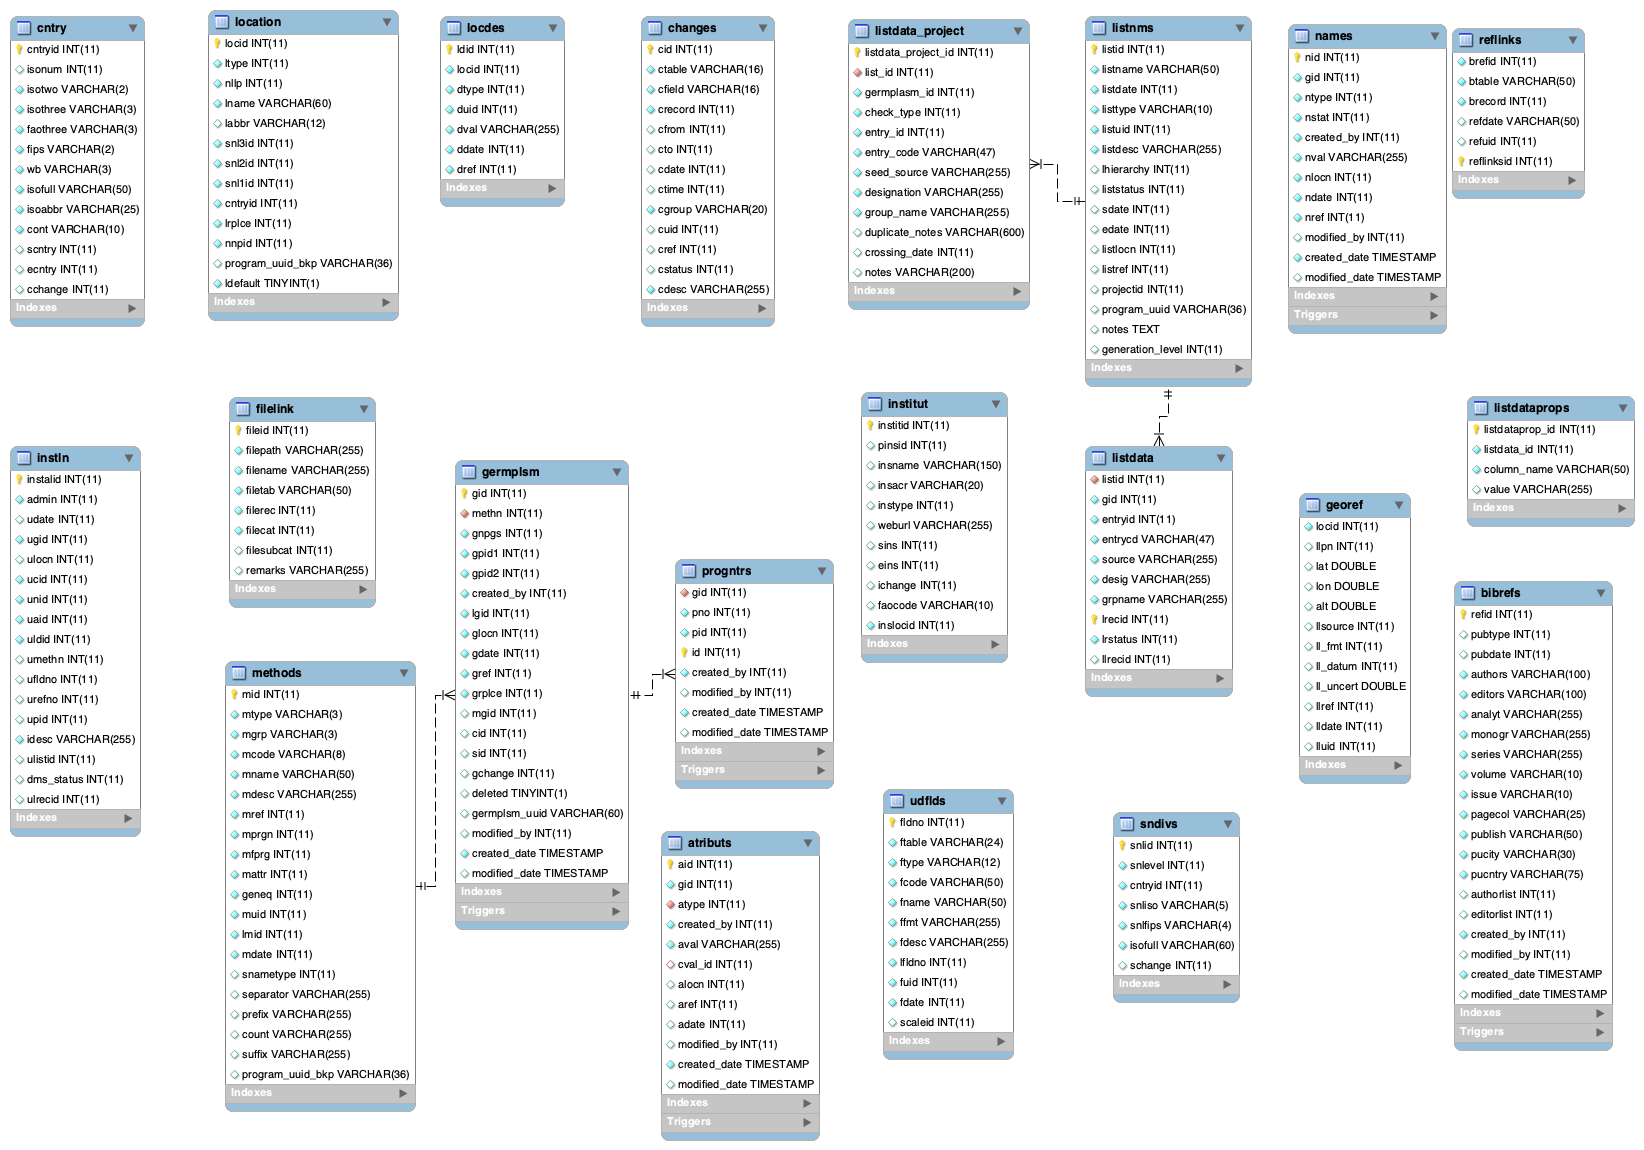 cntry
cntryid INT(11)
isonum INT(11)
isotwo VARCHAR(2)
isothree VARCHAR(3)
faothree VARCHAR(3)
fips VARCHAR(2)
wb VARCHAR(3)
isofull VARCHAR(50)
isoabbr VARCHAR(25)
cont VARCHAR(10)
scntry INT(11)
ecntry INT(11)
cchange INT(11)
Indexes
location
locid INT(11)
ltype INT(11)
nllp INT(11)
lname VARCHAR(60)
labbr VARCHAR(12)
snl3id INT(11)
snl2id INT(11)
snl1id INT(11)
cntryid INT(11)
lrplce INT(11)
nnpid INT(11)
program_uuid_bkp VARCHAR(36)
ldefault TINYINT(1)
Indexes
locdes
ldid INT(11)
locid INT(11)
dtype INT(11)
duid INT(11)
dval VARCHAR(255)
ddate INT(11)
dref INT(11)
Indexes
changes
cid INT(11)
ctable VARCHAR(16)
cfield VARCHAR(16)
crecord INT(11)
cfrom INT(11)
cto INT(11)
cdate INT(11)
ctime INT(11)
cgroup VARCHAR(20)
cuid INT(11)
cref INT(11)
cstatus INT(11)
cdesc VARCHAR(255)
Indexes
listdata_project
listdata_project_id INT(11)
list_id INT(11)
germplasm_id INT(11)
check_type INT(11)
entry_id INT(11)
entry_code VARCHAR(47)
seed_source VARCHAR(255)
designation VARCHAR(255)
group_name VARCHAR(255)
duplicate_notes VARCHAR(600)
crossing_date INT(11)
notes VARCHAR(200)
Indexes
listnms
listid INT(11)
listname VARCHAR(50)
listdate INT(11)
listtype VARCHAR(10)
listuid INT(11)
listdesc VARCHAR(255)
lhierarchy INT(11)
liststatus INT(11)
sdate INT(11)
edate INT(11)
listlocn INT(11)
listref INT(11)
projectid INT(11)
program_uuid VARCHAR(36)
notes TEXT
generation_level INT(11)
Indexes
names
nid INT(11)
gid INT(11)
ntype INT(11)
nstat INT(11)
created_by INT(11)
nval VARCHAR(255)
nlocn INT(11)
ndate INT(11)
nref INT(11)
modified_by INT(11)
created_date TIMESTAMP
modified_date TIMESTAMP
Indexes
Triggers
reflinks
brefid INT(11)
btable VARCHAR(50)
brecord INT(11)
refdate VARCHAR(50)
refuid INT(11)
reflinksid INT(11)
Indexes
instln
instalid INT(11)
admin INT(11)
udate INT(11)
ugid INT(11)
ulocn INT(11)
ucid INT(11)
unid INT(11)
uaid INT(11)
uldid INT(11)
umethn INT(11)
ufldno INT(11)
urefno INT(11)
upid INT(11)
idesc VARCHAR(255)
ulistid INT(11)
dms_status INT(11)
ulrecid INT(11)
Indexes
filelink
fileid INT(11)
filepath VARCHAR(255)
filename VARCHAR(255)
filetab VARCHAR(50)
filerec INT(11)
filecat INT(11)
filesubcat INT(11)
remarks VARCHAR(255)
Indexes
methods
mid INT(11)
mtype VARCHAR(3)
mgrp VARCHAR(3)
mcode VARCHAR(8)
mname VARCHAR(50)
mdesc VARCHAR(255)
mref INT(11)
mprgn INT(11)
mfprg INT(11)
mattr INT(11)
geneq INT(11)
muid INT(11)
lmid INT(11)
mdate INT(11)
snametype INT(11)
separator VARCHAR(255)
prefix VARCHAR(255)
count VARCHAR(255)
suffix VARCHAR(255)
program_uuid_bkp VARCHAR(36)
Indexes
germplsm
gid INT(11)
methn INT(11)
gnpgs INT(11)
gpid1 INT(11)
gpid2 INT(11)
created_by INT(11)
lgid INT(11)
glocn INT(11)
gdate INT(11)
gref INT(11)
grplce INT(11)
mgid INT(11)
cid INT(11)
sid INT(11)
gchange INT(11)
deleted TINYINT(1)
germplsm_uuid VARCHAR(60)
modified_by INT(11)
created_date TIMESTAMP
modified_date TIMESTAMP
Indexes
Triggers
progntrs
gid INT(11)
pno INT(11)
pid INT(11)
id INT(11)
created_by INT(11)
modified_by INT(11)
created_date TIMESTAMP
modified_date TIMESTAMP
Indexes
Triggers
atributs
aid INT(11)
gid INT(11)
atype INT(11)
created_by INT(11)
aval VARCHAR(255)
cval_id INT(11)
alocn INT(11)
aref INT(11)
adate INT(11)
modified_by INT(11)
created_date TIMESTAMP
modified_date TIMESTAMP
Indexes
Triggers
institut
institid INT(11)
pinsid INT(11)
insname VARCHAR(150)
insacr VARCHAR(20)
instype INT(11)
weburl VARCHAR(255)
sins INT(11)
eins INT(11)
ichange INT(11)
faocode VARCHAR(10)
inslocid INT(11)
Indexes
udflds
fldno INT(11)
ftable VARCHAR(24)
ftype VARCHAR(12)
fcode VARCHAR(50)
fname VARCHAR(50)
ffmt VARCHAR(255)
fdesc VARCHAR(255)
lfldno INT(11)
fuid INT(11)
fdate INT(11)
scaleid INT(11)
Indexes
listdata
listid INT(11)
gid INT(11)
entryid INT(11)
entrycd VARCHAR(47)
source VARCHAR(255)
desig VARCHAR(255)
grpname VARCHAR(255)
lrecid INT(11)
lrstatus INT(11)
llrecid INT(11)
Indexes
sndivs
snlid INT(11)
snlevel INT(11)
cntryid INT(11)
snliso VARCHAR(5)
snlfips VARCHAR(4)
isofull VARCHAR(60)
schange INT(11)
Indexes
georef
locid INT(11)
llpn INT(11)
lat DOUBLE
lon DOUBLE
alt DOUBLE
llsource INT(11)
ll_fmt INT(11)
ll_datum INT(11)
ll_uncert DOUBLE
llref INT(11)
lldate INT(11)
lluid INT(11)
Indexes
listdataprops
listdataprop_id INT(11)
listdata_id INT(11)
column_name VARCHAR(50)
value VARCHAR(255)
Indexes
bibrefs
refid INT(11)
pubtype INT(11)
pubdate INT(11)
authors VARCHAR(100)
editors VARCHAR(100)
analyt VARCHAR(255)
monogr VARCHAR(255)
series VARCHAR(255)
volume VARCHAR(10)
issue VARCHAR(10)
pagecol VARCHAR(25)
publish VARCHAR(50)
pucity VARCHAR(30)
pucntry VARCHAR(75)
authorlist INT(11)
editorlist INT(11)
created_by INT(11)
modified_by INT(11)
created_date TIMESTAMP
modified_date TIMESTAMP
Indexes
Triggers